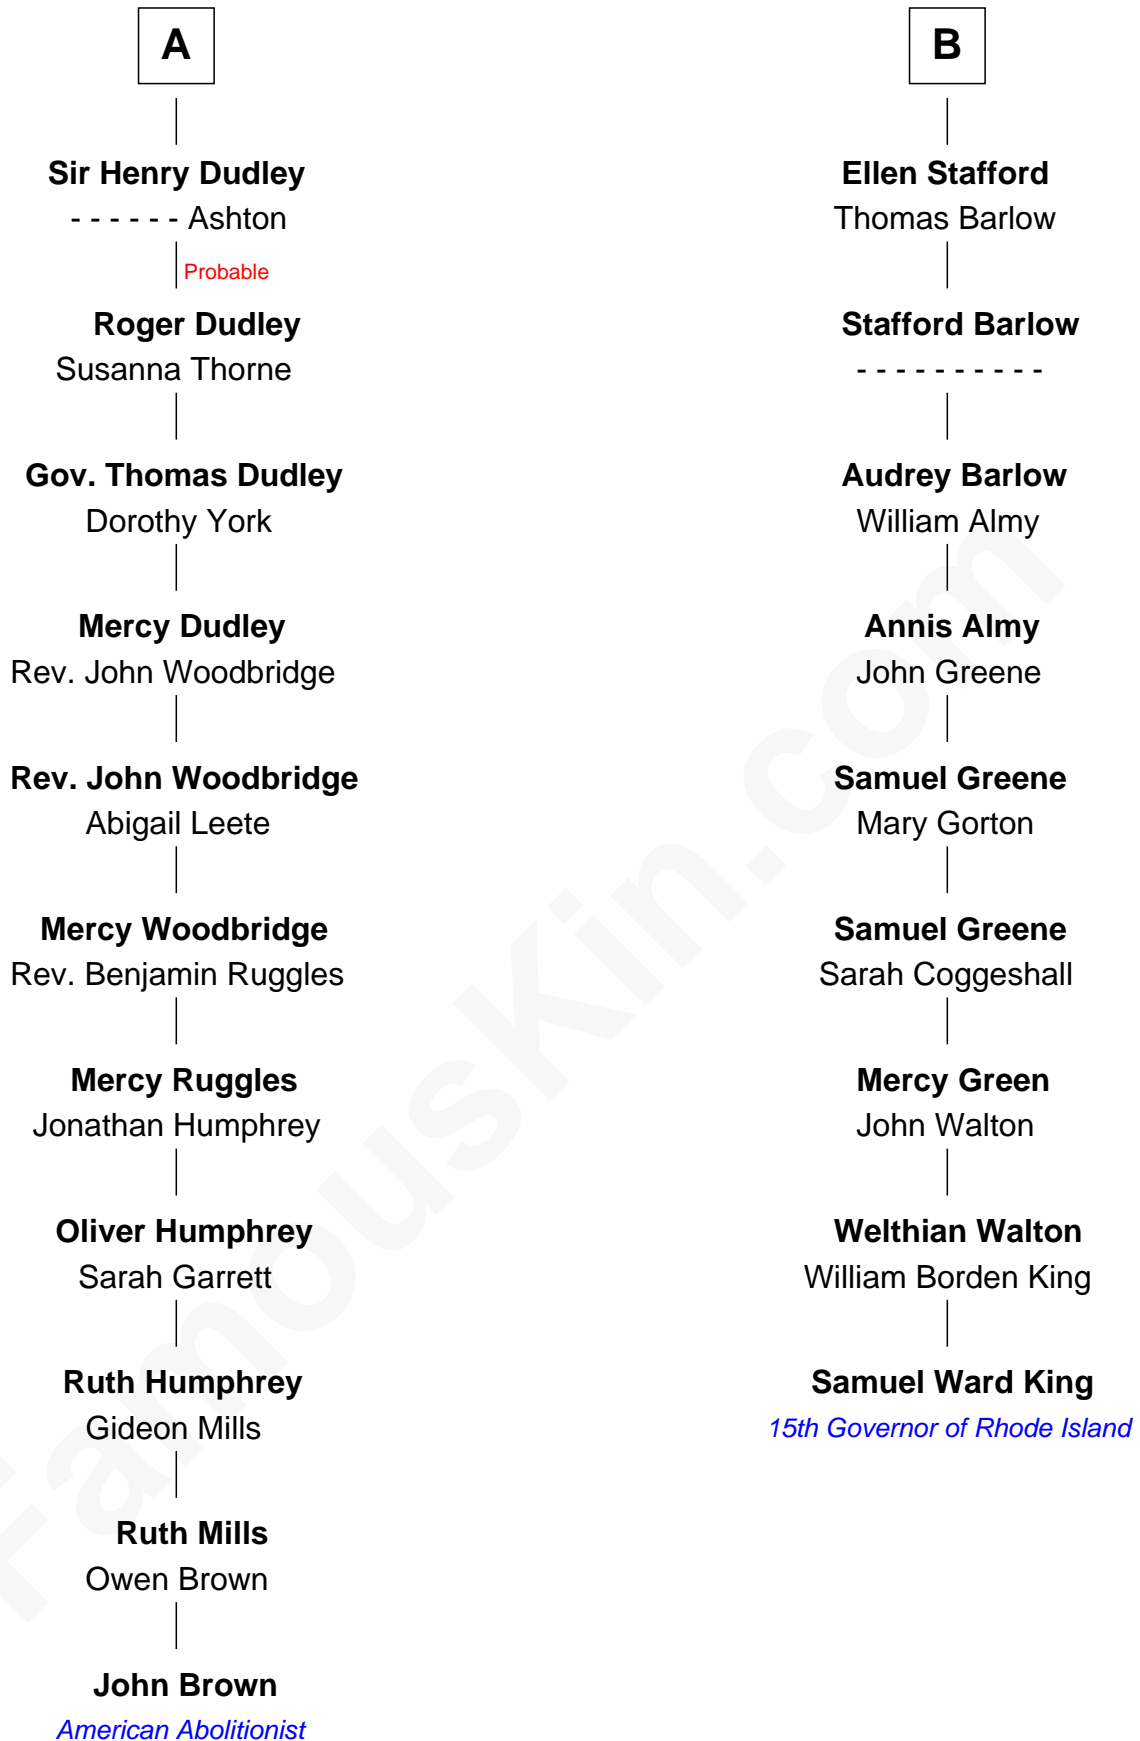 A
Sir Henry Dudley
- - - - - - Ashton
Probable
Roger Dudley
Susanna Thorne
Gov. Thomas Dudley
Dorothy York
Mercy Dudley
Rev. John Woodbridge
Rev. John Woodbridge
Abigail Leete
Mercy Woodbridge
Rev. Benjamin Ruggles
Mercy Ruggles
Jonathan Humphrey
Oliver Humphrey
Sarah Garrett
Ruth Humphrey
Gideon Mills
Ruth Mills
Owen Brown
John Brown
American Abolitionist
B
Ellen Stafford
Thomas Barlow
Stafford Barlow
- - - - - - - - - -
Audrey Barlow
William Almy
Annis Almy
John Greene
Samuel Greene
Mary Gorton
Samuel Greene
Sarah Coggeshall
Mercy Green
John Walton
Welthian Walton
William Borden King
Samuel Ward King
15th Governor of Rhode Island
FamousKin.com